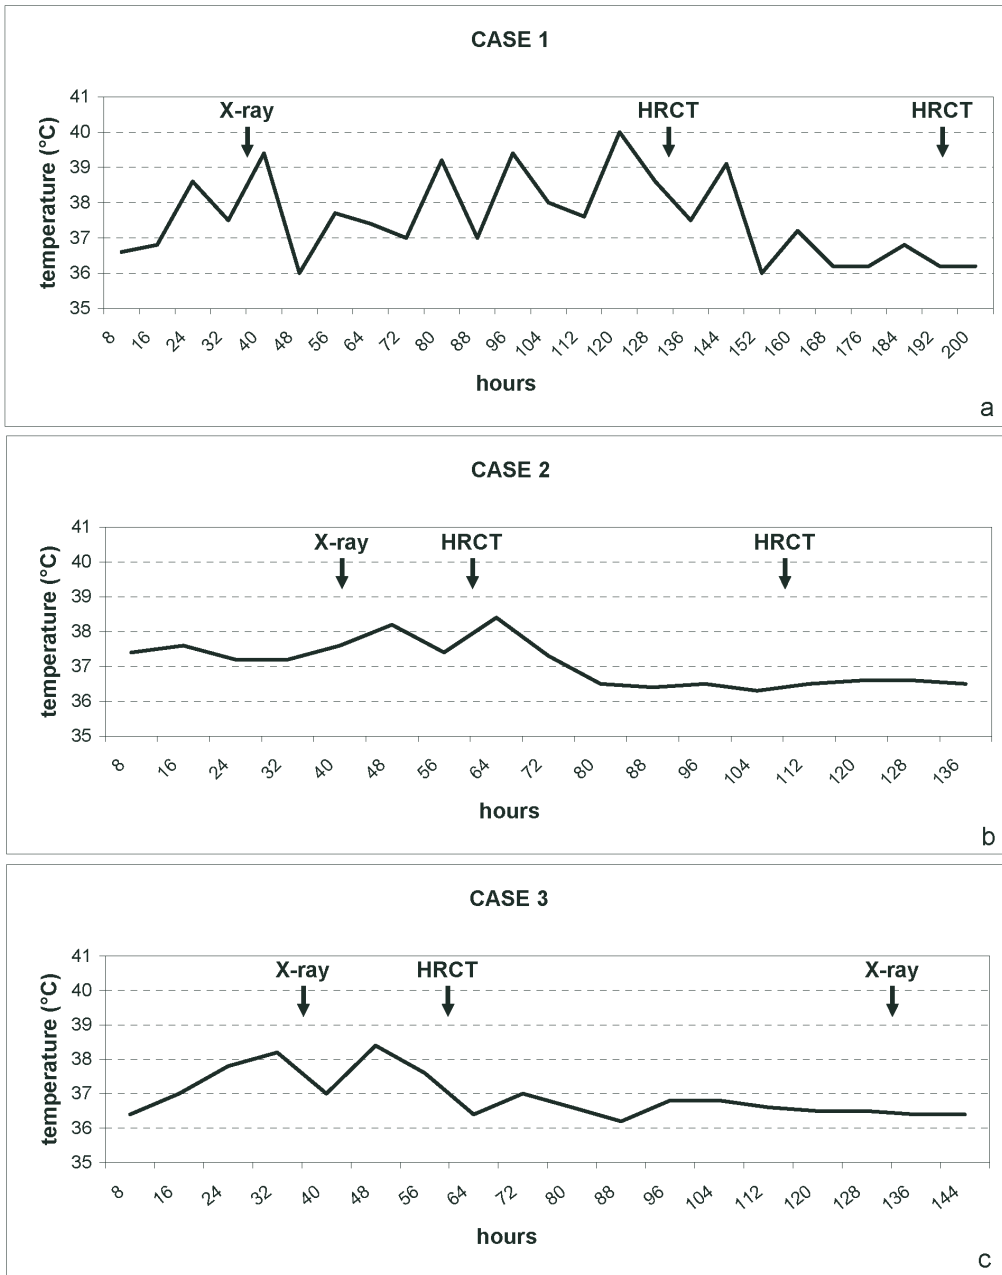 CASE 1
41
40
39
38
37
36
35
temperature (°C)
X-ray
HRCT
HRCT
8 16 24 32 40 48 56 64 72 80 88 96 104 112 120 128 136 144 152 160 168 176 184 192 200
hours
a
CASE 2
41
40
39
38
37
36
35
temperature (°C)
X-ray
HRCT
HRCT
8 16 24 32 40 48 56 64 72 80 88 96 104 112 120 128 136
hours
b
CASE 3
41
40
39
38
37
36
35
temperature (°C)
X-ray
HRCT
X-ray
8 16 24 32 40 48 56 64 72 80 88 96 104 112 120 128 136 144
hours
c